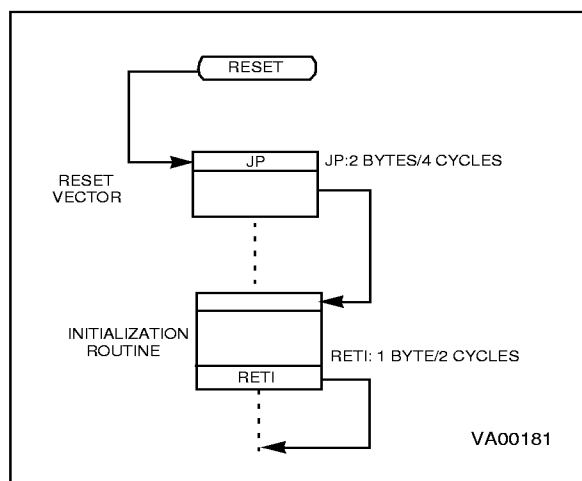 RESET
JP
JP:2 BYTES/4 CYCLES
RESET
VECTOR
INITIALIZATION
ROUTINE
RETI: 1 BYTE/2 CYCLES
RETI
VA00181